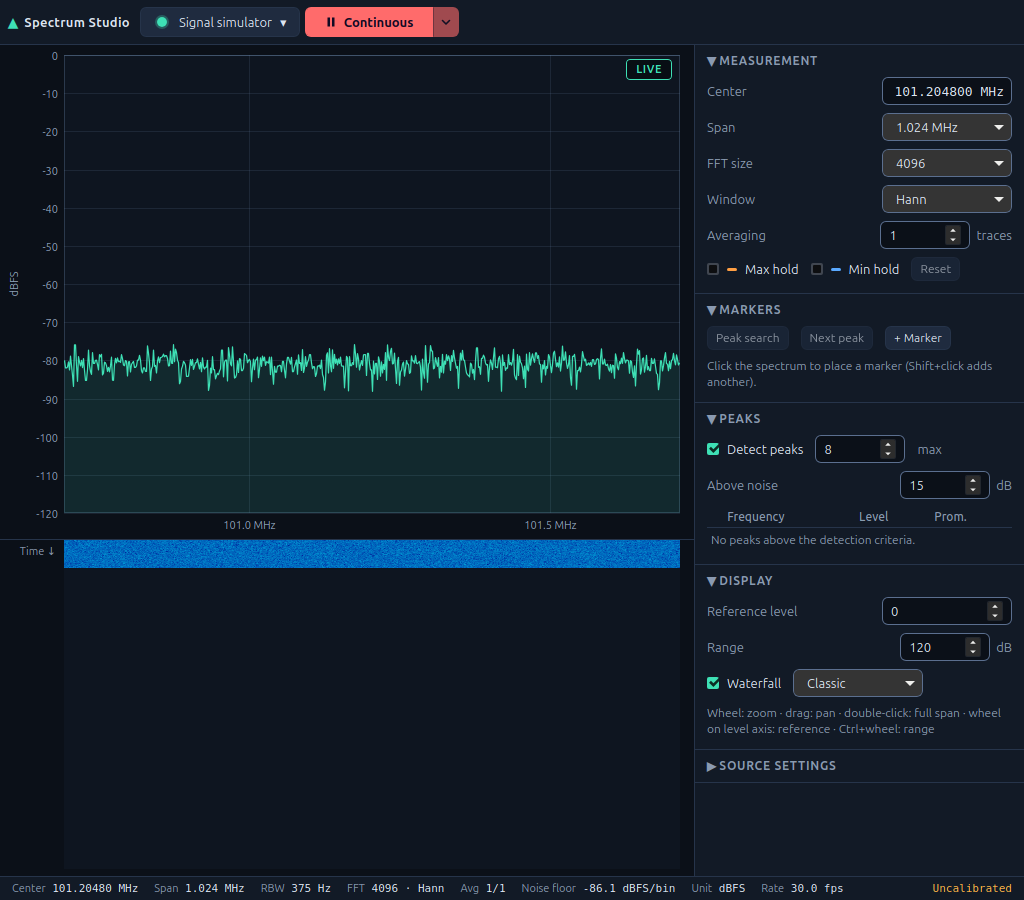 Spectrum Studio
Signal simulator ▾
Continuous
LIVE
0
-10
-20
-30
-40
-50
-60
-70
-80
-90
-100
-110
-120
dBFS
101.0 MHz
101.5 MHz
Time ↓
▼ MEASUREMENT
Center 101.204800 MHz
Span 1.024 MHz
FFT size 4096
Window Hann
Averaging 1 traces
Max hold Min hold Reset
▼ MARKERS
Peak search Next peak + Marker
Click the spectrum to place a marker (Shift+click adds
another).
▼ PEAKS
Detect peaks 8 max
Above noise 15 dB
Frequency Level Prom.
No peaks above the detection criteria.
▼ DISPLAY
Reference level 0
Range 120 dB
Waterfall Classic
Wheel: zoom · drag: pan · double-click: full span · wheel
on level axis: reference · Ctrl+wheel: range
▶ SOURCE SETTINGS
Center 101.20480 MHz Span 1.024 MHz RBW 375 Hz FFT 4096 · Hann Avg 1/1 Noise floor -86.1 dBFS/bin Unit dBFS Rate 30.0 fps Uncalibrated